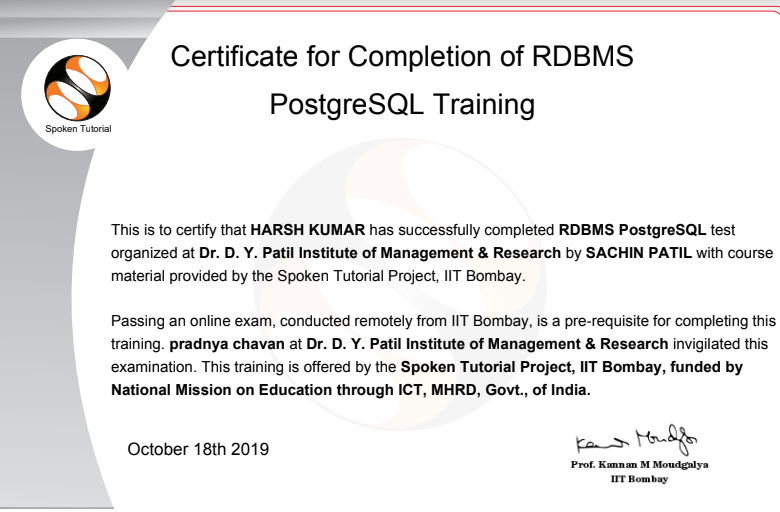 Certificate for Completion of RDBMS
PostgreSQL Training
Spoken Tutorial
This is to certify that HARSH KUMAR has successfully completed RDBMS PostgreSQL test
organized at Dr. D. Y. Patil Institute of Management & Research by SACHIN PATIL with course
material provided by the Spoken Tutorial Project, IIT Bombay.
Passing an online exam, conducted remotely from IIT Bombay, is a pre-requisite for completing this
training. pradnya chavan at Dr. D. Y. Patil Institute of Management & Research invigilated this
examination. This training is offered by the Spoken Tutorial Project, IIT Bombay, funded by
National Mission on Education through ICT, MHRD, Govt., of India.
October 18th 2019
Prof. Kannan M Moudgalya
IIT Bombay